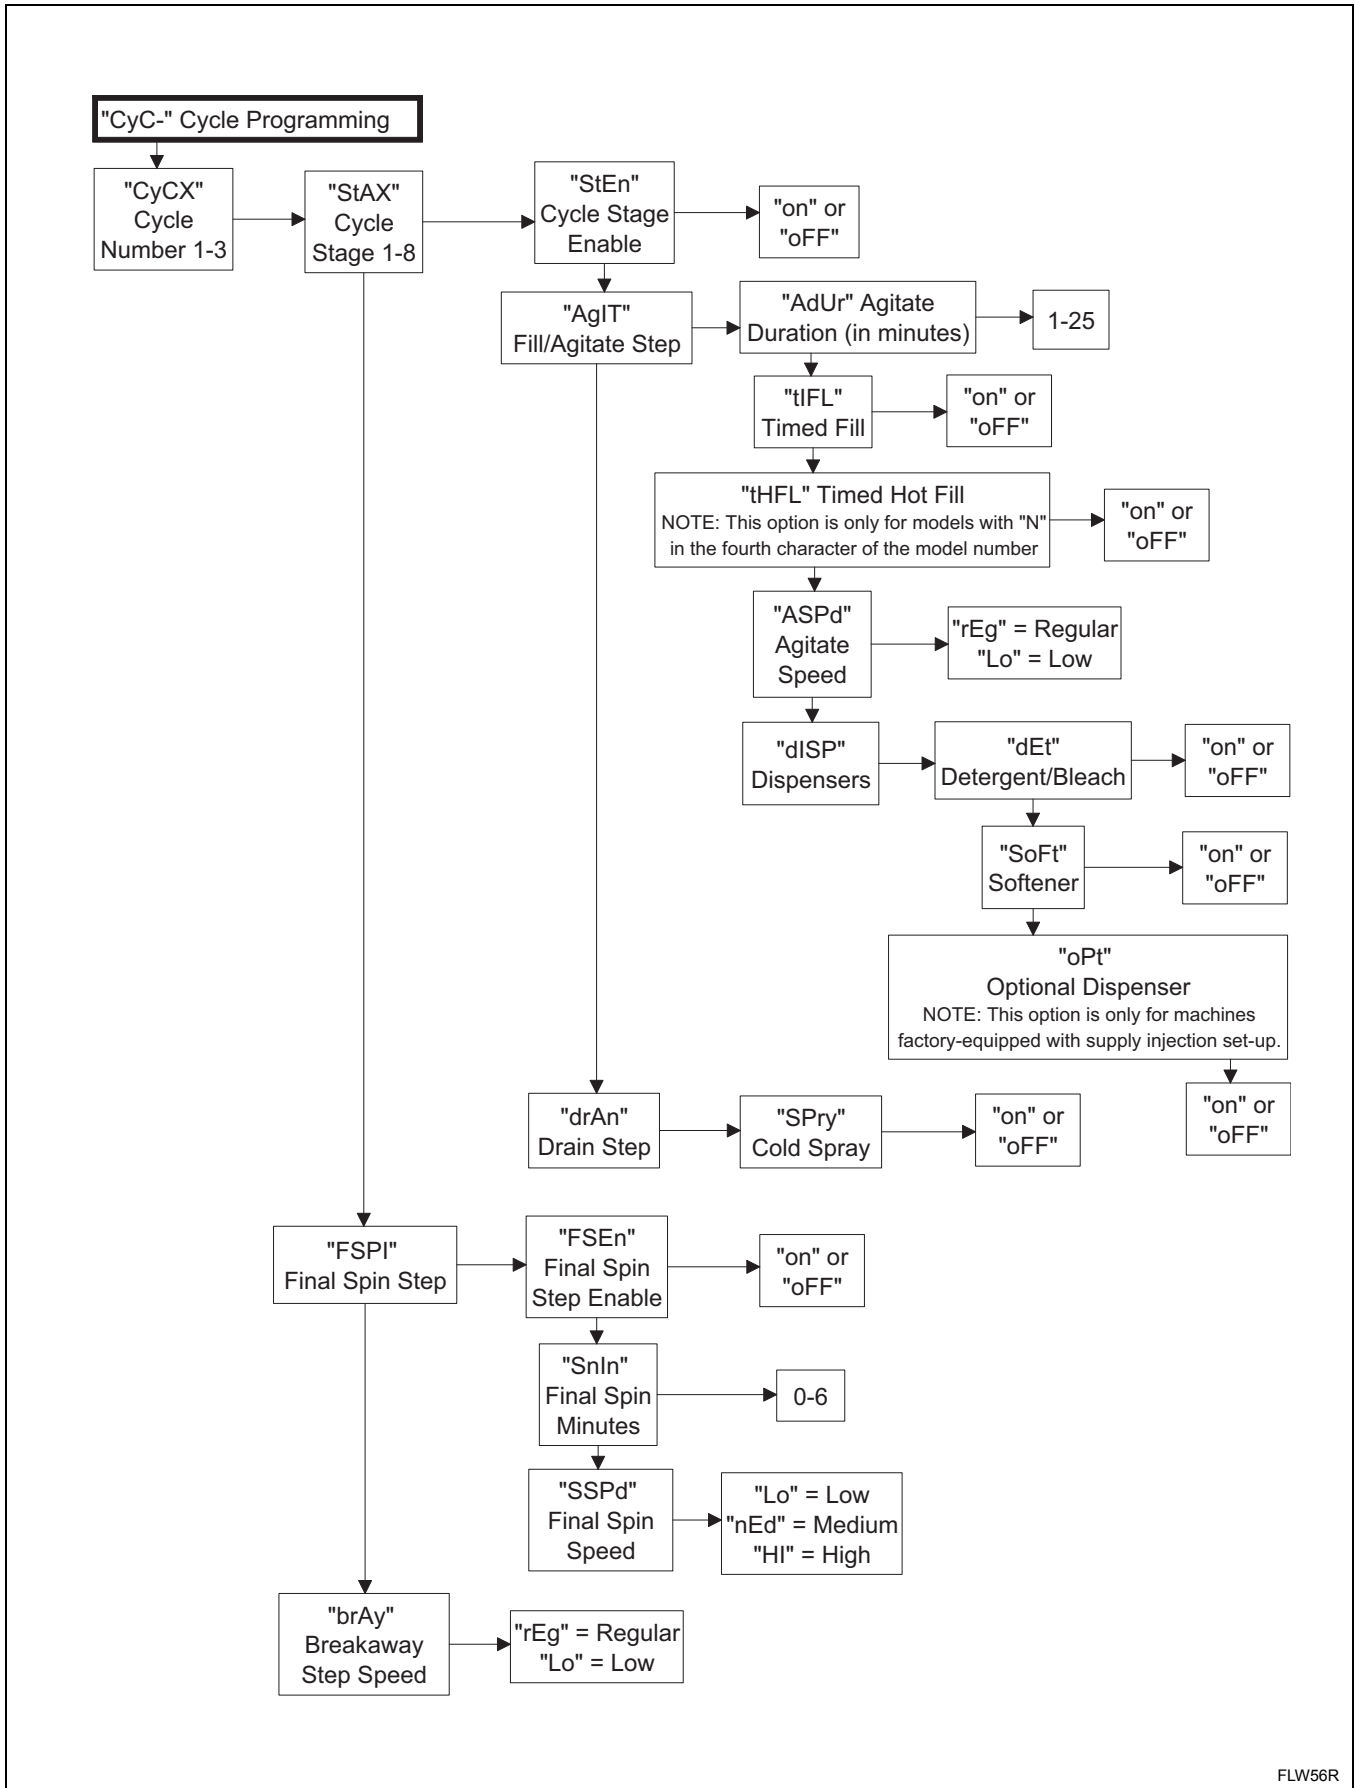 "CyC-" Cycle Programming
"CyCX"
Cycle
Number 1-3
"StAX"
Cycle
Stage 1-8
"StEn"
Cycle Stage
Enable
"on" or
"oFF"
"AgIT"
Fill/Agitate Step
"AdUr" Agitate
Duration (in minutes)
1-25
"tIFL"
Timed Fill
"on" or
"oFF"
"tHFL" Timed Hot Fill
NOTE: This option is only for models with "N"
in the fourth character of the model number
"on" or
"oFF"
"ASPd"
Agitate
Speed
"rEg" = Regular
"Lo" = Low
"dISP"
Dispensers
"dEt"
Detergent/Bleach
"on" or
"oFF"
"SoFt"
Softener
"on" or
"oFF"
"oPt"
Optional Dispenser
NOTE: This option is only for machines
factory-equipped with supply injection set-up.
"on" or
"oFF"
"drAn"
Drain Step
"SPry"
Cold Spray
"on" or
"oFF"
"FSPI"
Final Spin Step
"FSEn"
Final Spin
Step Enable
"on" or
"oFF"
"SnIn"
Final Spin
Minutes
0-6
"SSPd"
Final Spin
Speed
"Lo" = Low
"nEd" = Medium
"HI" = High
"brAy"
Breakaway
Step Speed
"rEg" = Regular
"Lo" = Low
FLW56R